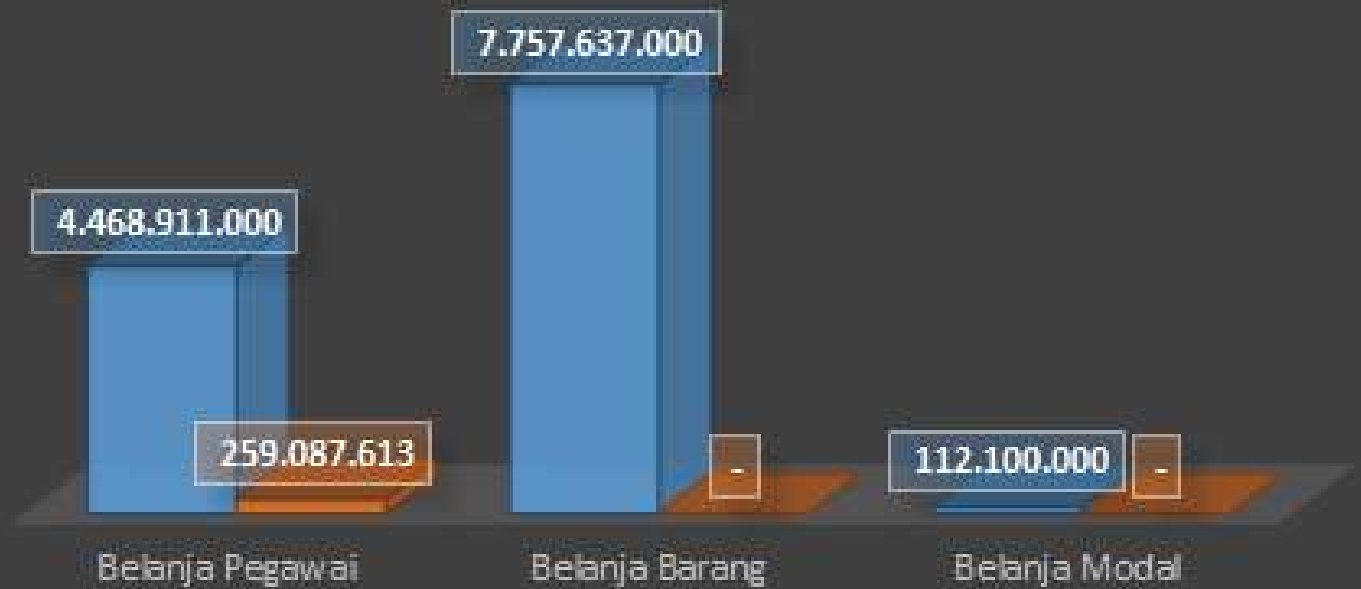 7.757.637.000
4.468.911.000
259.087.613
-
112.100.000
-
Belanja Pegawai
Belanja Barang
Belanja Modal